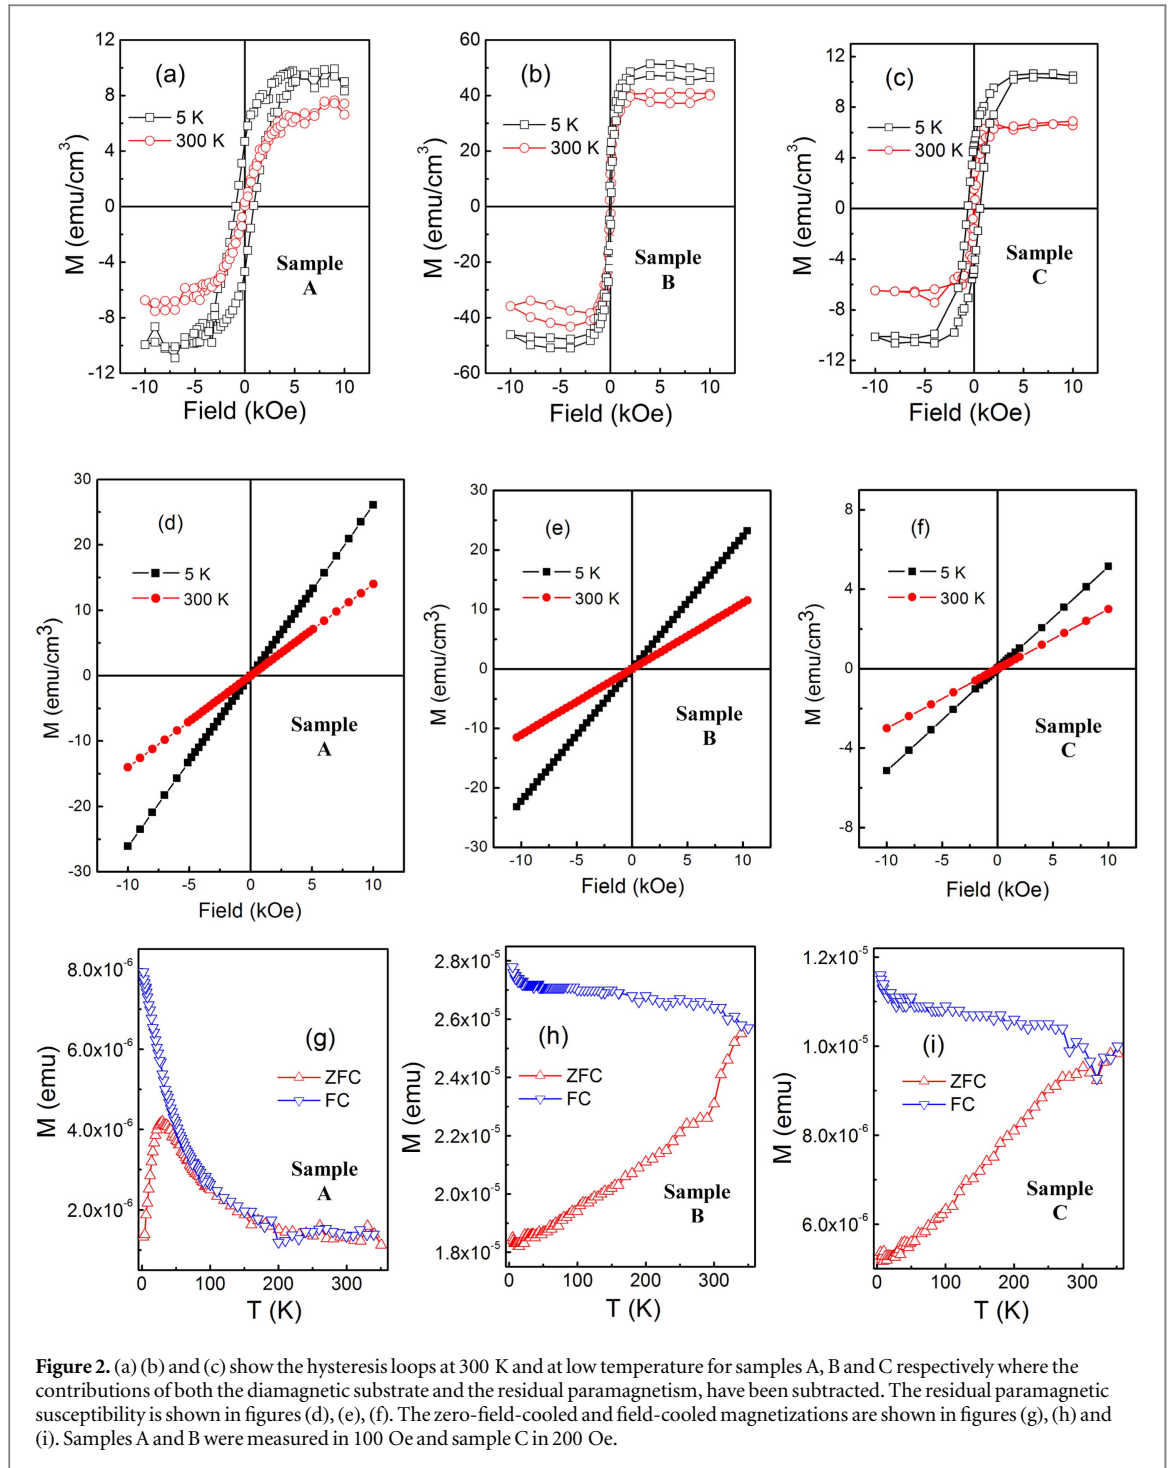 (a)
5 K
300 K
Sample
A
M (emu/cm³)
12
8
4
0
-4
-8
-12
-10 -5 0 5 10
Field (kOe)
(b)
5 K
300 K
Sample
B
M (emu/cm³)
60
40
20
0
-20
-40
-60
-10 -5 0 5 10
Field (kOe)
(c)
5 K
300 K
Sample
C
M (emu/cm³)
12
8
4
0
-4
-8
-12
-10 -5 0 5 10
Field (kOe)
(d)
5 K
300 K
Sample
A
M (emu/cm³)
30
20
10
0
-10
-20
-30
-10 -5 0 5 10
Field (kOe)
(e)
5 K
300 K
Sample
B
M (emu/cm³)
30
20
10
0
-10
-20
-30
-10 -5 0 5 10
Field (kOe)
(f)
5 K
300 K
Sample
C
M (emu/cm³)
8
4
0
-4
-8
-10 -5 0 5 10
Field (kOe)
(g)
ZFC
FC
Sample
A
M (emu)
8.0x10⁻⁶
6.0x10⁻⁶
4.0x10⁻⁶
2.0x10⁻⁶
0 100 200 300
T (K)
(h)
ZFC
FC
Sample
B
M (emu)
2.8x10⁻⁵
2.6x10⁻⁵
2.4x10⁻⁵
2.2x10⁻⁵
2.0x10⁻⁵
1.8x10⁻⁵
0 100 200 300
T (K)
(i)
ZFC
FC
Sample
C
M (emu)
1.2x10⁻⁵
1.0x10⁻⁵
8.0x10⁻⁶
6.0x10⁻⁶
0 100 200 300
T (K)
Figure 2. (a) (b) and (c) show the hysteresis loops at 300 K and at low temperature for samples A, B and C respectively where the
contributions of both the diamagnetic substrate and the residual paramagnetism, have been subtracted. The residual paramagnetic
susceptibility is shown in figures (d), (e), (f). The zero-field-cooled and field-cooled magnetizations are shown in figures (g), (h) and
(i). Samples A and B were measured in 100 Oe and sample C in 200 Oe.